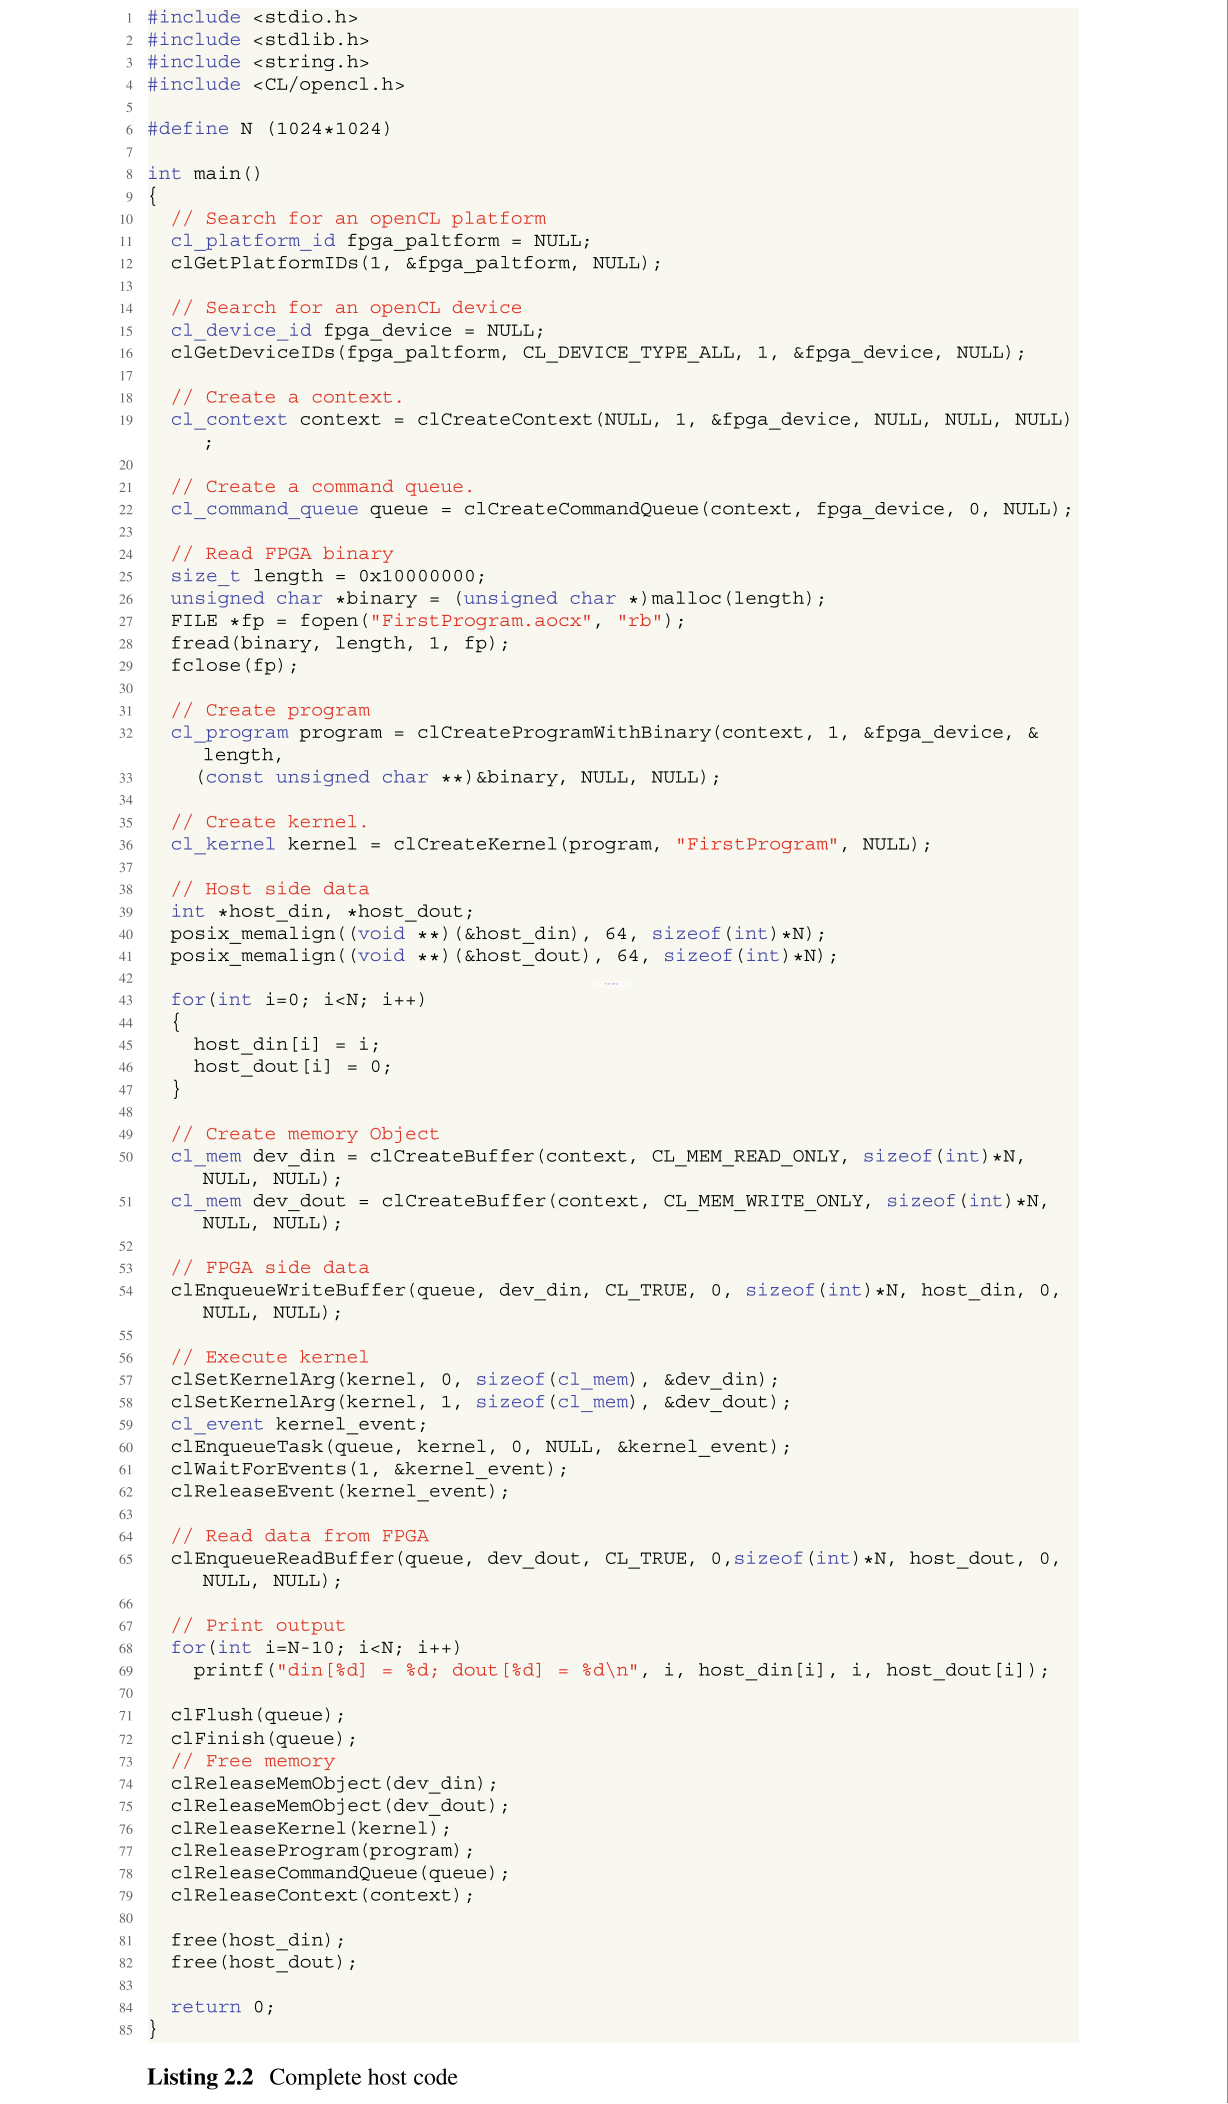 1 #include <stdio.h>
2 #include <stdlib.h>
3 #include <string.h>
4 #include <CL/opencl.h>
5
6 #define N (1024*1024)
7
8 int main()
9 {
10 // Search for an openCL platform
11 cl_platform_id fpga_paltform = NULL;
12 clGetPlatformIDs(1, &fpga_paltform, NULL);
13
14 // Search for an openCL device
15 cl_device_id fpga_device = NULL;
16 clGetDeviceIDs(fpga_paltform, CL_DEVICE_TYPE_ALL, 1, &fpga_device, NULL);
17
18 // Create a context.
19 cl_context context = clCreateContext(NULL, 1, &fpga_device, NULL, NULL, NULL)
;
20
21 // Create a command queue.
22 cl_command_queue queue = clCreateCommandQueue(context, fpga_device, 0, NULL);
23
24 // Read FPGA binary
25 size_t length = 0x10000000;
26 unsigned char *binary = (unsigned char *)malloc(length);
27 FILE *fp = fopen("FirstProgram.aocx", "rb");
28 fread(binary, length, 1, fp);
29 fclose(fp);
30
31 // Create program
32 cl_program program = clCreateProgramWithBinary(context, 1, &fpga_device, &
length,
33 (const unsigned char **)&binary, NULL, NULL);
34
35 // Create kernel.
36 cl_kernel kernel = clCreateKernel(program, "FirstProgram", NULL);
37
38 // Host side data
39 int *host_din, *host_dout;
40 posix_memalign((void **)(&host_din), 64, sizeof(int)*N);
41 posix_memalign((void **)(&host_dout), 64, sizeof(int)*N);
42
43 for(int i=0; i<N; i++)
44 {
45 host_din[i] = i;
46 host_dout[i] = 0;
47 }
48
49 // Create memory Object
50 cl_mem dev_din = clCreateBuffer(context, CL_MEM_READ_ONLY, sizeof(int)*N,
NULL, NULL);
51 cl_mem dev_dout = clCreateBuffer(context, CL_MEM_WRITE_ONLY, sizeof(int)*N,
NULL, NULL);
52
53 // FPGA side data
54 clEnqueueWriteBuffer(queue, dev_din, CL_TRUE, 0, sizeof(int)*N, host_din, 0,
NULL, NULL);
55
56 // Execute kernel
57 clSetKernelArg(kernel, 0, sizeof(cl_mem), &dev_din);
58 clSetKernelArg(kernel, 1, sizeof(cl_mem), &dev_dout);
59 cl_event kernel_event;
60 clEnqueueTask(queue, kernel, 0, NULL, &kernel_event);
61 clWaitForEvents(1, &kernel_event);
62 clReleaseEvent(kernel_event);
63
64 // Read data from FPGA
65 clEnqueueReadBuffer(queue, dev_dout, CL_TRUE, 0,sizeof(int)*N, host_dout, 0,
NULL, NULL);
66
67 // Print output
68 for(int i=N-10; i<N; i++)
69 printf("din[%d] = %d; dout[%d] = %d\n", i, host_din[i], i, host_dout[i]);
70
71 clFlush(queue);
72 clFinish(queue);
73 // Free memory
74 clReleaseMemObject(dev_din);
75 clReleaseMemObject(dev_dout);
76 clReleaseKernel(kernel);
77 clReleaseProgram(program);
78 clReleaseCommandQueue(queue);
79 clReleaseContext(context);
80
81 free(host_din);
82 free(host_dout);
83
84 return 0;
85 }
Listing 2.2 Complete host code